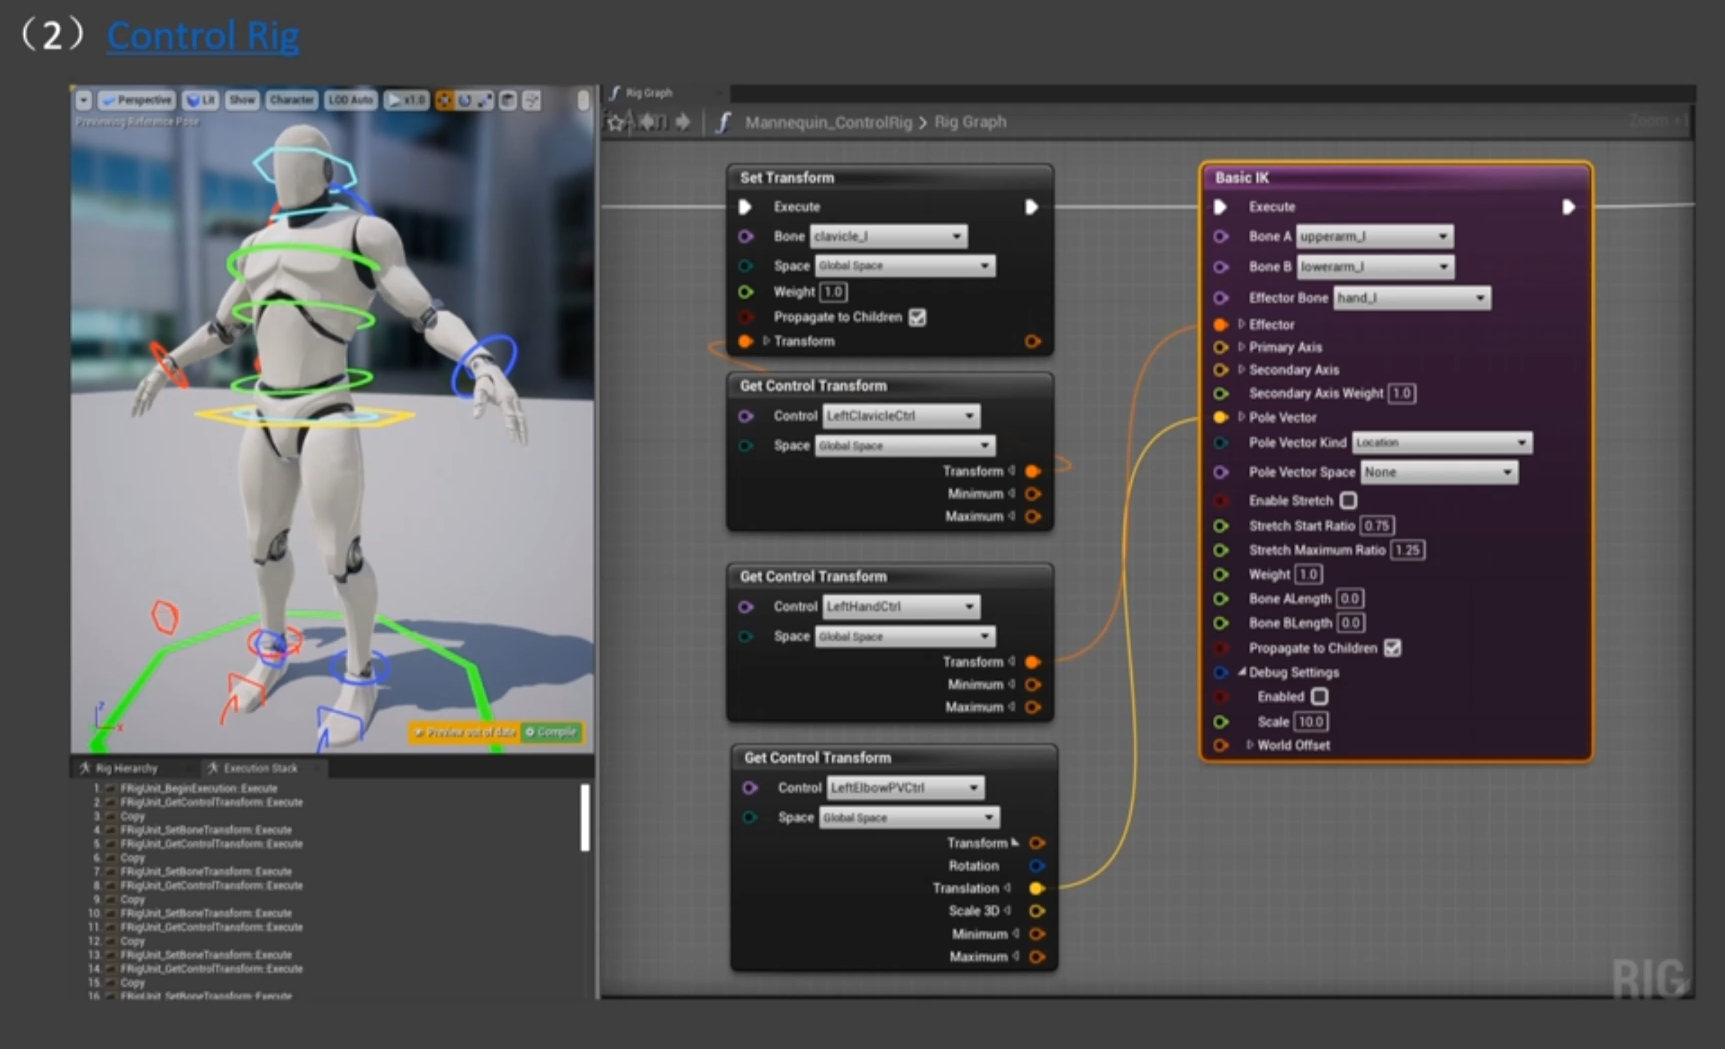 （2） Control Rig
Perspective
Lit
Show
Character
LOD Auto
x1.0
Previewing Reference Pose
Preview out of date
Compile
Rig Hierarchy
Execution Stack
1. FRigUnit_BeginExecution::Execute
2. FRigUnit_GetControlTransform::Execute
3. Copy
4. FRigUnit_SetBoneTransform::Execute
5. FRigUnit_GetControlTransform::Execute
6. Copy
7. FRigUnit_SetBoneTransform::Execute
8. FRigUnit_GetControlTransform::Execute
9. Copy
10. FRigUnit_SetBoneTransform::Execute
11. FRigUnit_GetControlTransform::Execute
12. Copy
13. FRigUnit_SetBoneTransform::Execute
14. FRigUnit_GetControlTransform::Execute
15. Copy
16. FRigUnit_SetBoneTransform::Execute
Rig Graph
Mannequin_ControlRig > Rig Graph
Set Transform
Execute
Bone clavicle_l
Space Global Space
Weight 1.0
Propagate to Children
Transform
Get Control Transform
Control LeftClavicleCtrl
Space Global Space
Transform
Minimum
Maximum
Get Control Transform
Control LeftHandCtrl
Space Global Space
Transform
Minimum
Maximum
Get Control Transform
Control LeftElbowPVCtrl
Space Global Space
Transform
Rotation
Translation
Scale 3D
Minimum
Maximum
Basic IK
Execute
Bone A upperarm_l
Bone B lowerarm_l
Effector Bone hand_l
Effector
Primary Axis
Secondary Axis
Secondary Axis Weight 1.0
Pole Vector
Pole Vector Kind Location
Pole Vector Space None
Enable Stretch
Stretch Start Ratio 0.75
Stretch Maximum Ratio 1.25
Weight 1.0
Bone ALength 0.0
Bone BLength 0.0
Propagate to Children
Debug Settings
Enabled
Scale 10.0
World Offset
RIG